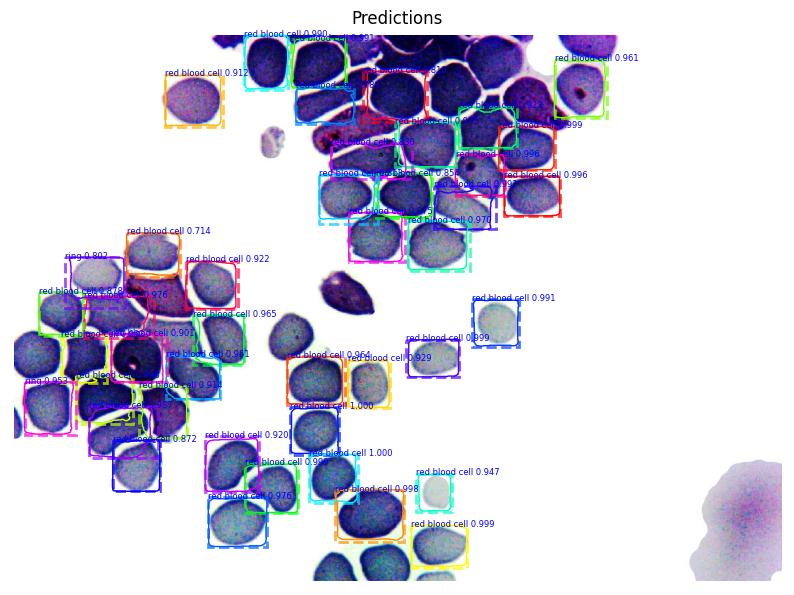 Predictions
red blood cell 0.990
red blood cell 0.991
red blood cell 0.961
red blood cell 0.912
red blood cell
red blood cell
red blood cell 0.999
red blood cell 0.996
red blood cell 0.996
red blood cell 0.970
red blood cell 0.714
ring 0.802
red blood cell 0.922
red blood cell 0.878
red blood cell 0.976
red blood cell 0.991
red blood cell 0.965
red blood cell 0.901
red blood cell 0.999
red blood cell 0.961
red blood cell 0.964
red blood cell 0.929
ring 0.953
red blood cell 0.914
red blood cell 1.000
red blood cell 0.920
red blood cell 0.872
red blood cell 1.000
red blood cell 0.947
red blood cell 0.976
red blood cell 0.998
red blood cell 0.999